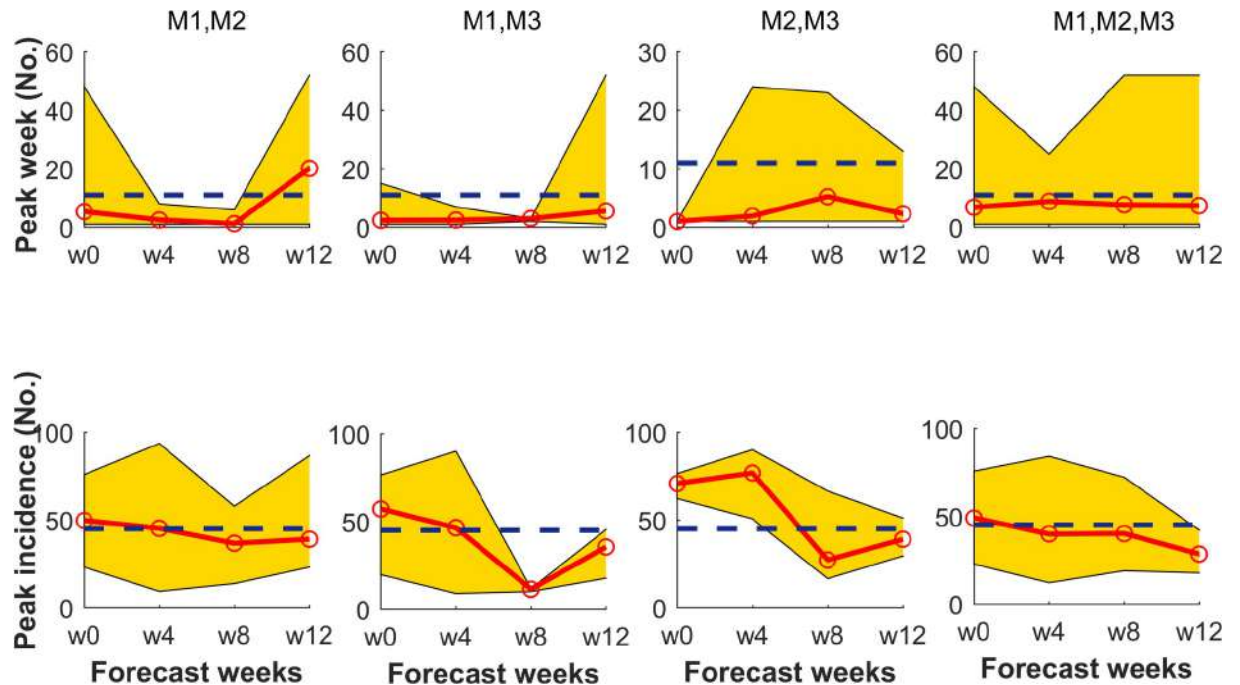 M1,M2 M1,M3 M2,M3 M1,M2,M3
Peak week (No.)
60 60 30 60
40 40 20 40
20 20 10 20
0 0 0 0
w0 w4 w8 w12 w0 w4 w8 w12 w0 w4 w8 w12 w0 w4 w8 w12
Peak incidence (No.)
100 100 100 100
50 50 50 50
0 0 0 0
w0 w4 w8 w12 w0 w4 w8 w12 w0 w4 w8 w12 w0 w4 w8 w12
Forecast weeks Forecast weeks Forecast weeks Forecast weeks